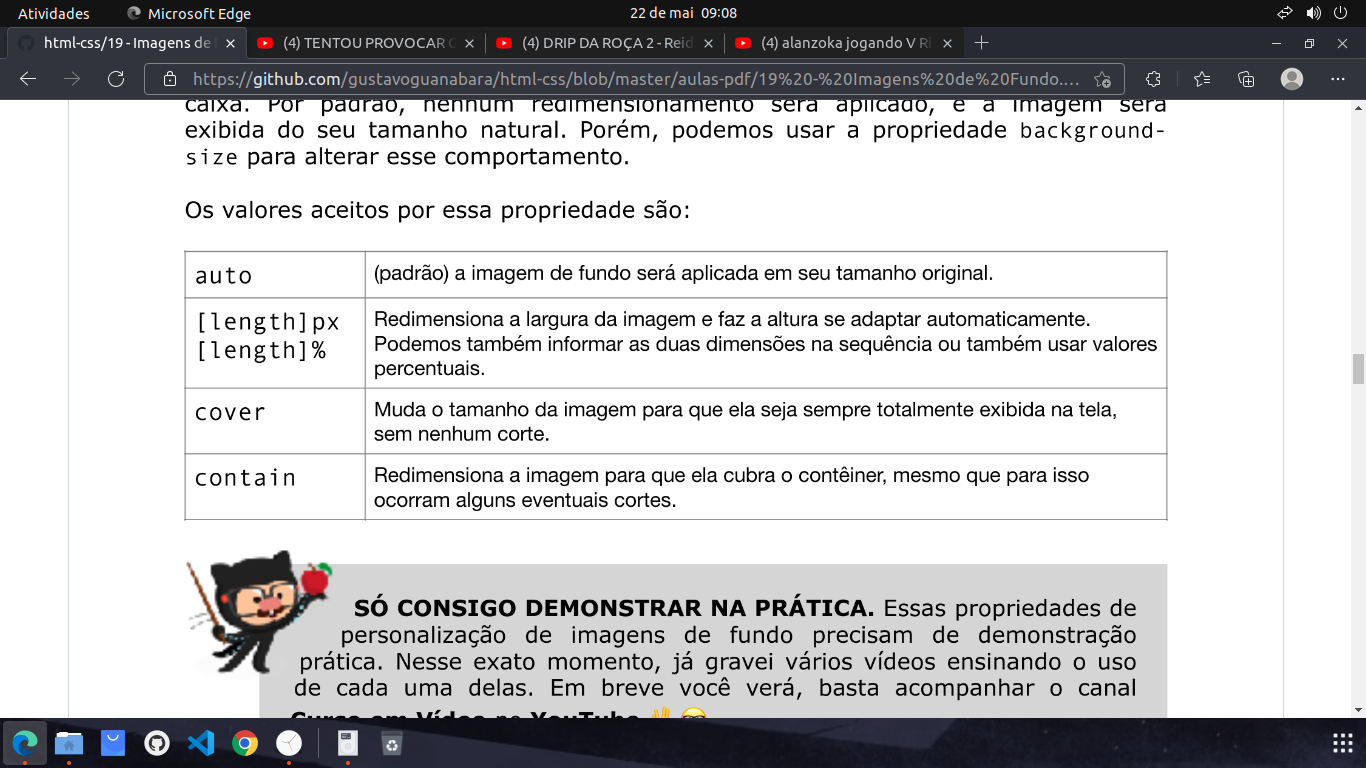 Atividades
Microsoft Edge
22 de mai 09:08
html-css/19 - Imagens de
(4) TENTOU PROVOCAR
(4) DRIP DA ROÇA 2 - Reid
(4) alanzoka jogando V Ri
https://github.com/gustavoguanabara/html-css/blob/master/aulas-pdf/19%20-%20Imagens%20de%20Fundo....
caixa. Por padrão, nenhum redimensionamento será aplicado, e a imagem será
exibida do seu tamanho natural. Porém, podemos usar a propriedade background-
size para alterar esse comportamento.
Os valores aceitos por essa propriedade são:
auto
(padrão) a imagem de fundo será aplicada em seu tamanho original.
[length]px
[length]%
Redimensiona a largura da imagem e faz a altura se adaptar automaticamente.
Podemos também informar as duas dimensões na sequência ou também usar valores
percentuais.
cover
Muda o tamanho da imagem para que ela seja sempre totalmente exibida na tela,
sem nenhum corte.
contain
Redimensiona a imagem para que ela cubra o contêiner, mesmo que para isso
ocorram alguns eventuais cortes.
SÓ CONSIGO DEMONSTRAR NA PRÁTICA. Essas propriedades de
personalização de imagens de fundo precisam de demonstração
prática. Nesse exato momento, já gravei vários vídeos ensinando o uso
de cada uma delas. Em breve você verá, basta acompanhar o canal
Curso em Vídeo no YouTube 🖖 🤓